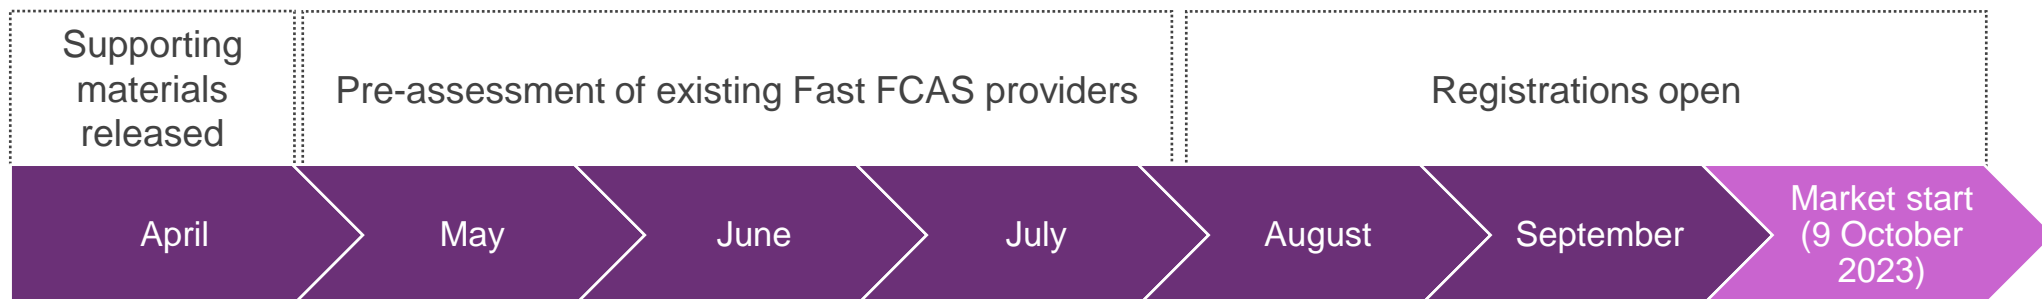 Supporting
materials
released
Pre-assessment of existing Fast FCAS providers
Registrations open
April
May
June
July
August
September
Market start
(9 October
2023)